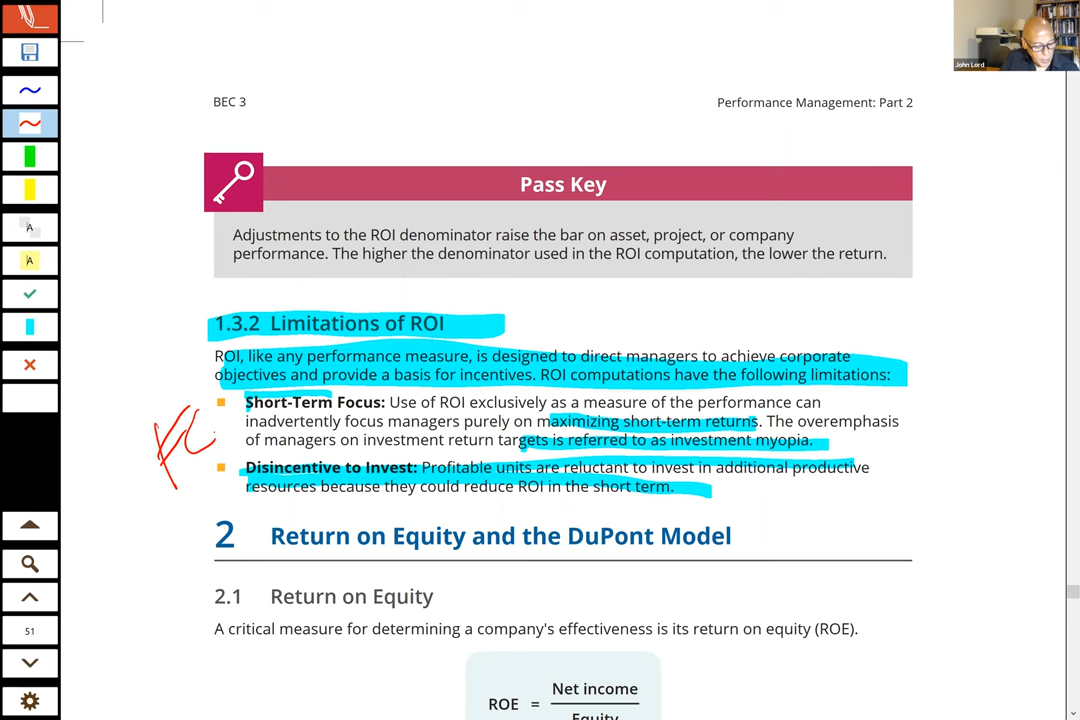 John Lord
BEC 3
Performance Management: Part 2
Pass Key
Adjustments to the ROI denominator raise the bar on asset, project, or company
performance. The higher the denominator used in the ROI computation, the lower the return.
1.3.2 Limitations of ROI
ROI, like any performance measure, is designed to direct managers to achieve corporate
objectives and provide a basis for incentives. ROI computations have the following limitations:
Short-Term Focus: Use of ROI exclusively as a measure of the performance can
inadvertently focus managers purely on maximizing short-term returns. The overemphasis
of managers on investment return targets is referred to as investment myopia.
Disincentive to Invest: Profitable units are reluctant to invest in additional productive
resources because they could reduce ROI in the short term.
2 Return on Equity and the DuPont Model
2.1 Return on Equity
A critical measure for determining a company's effectiveness is its return on equity (ROE).
Net income
ROE =
Equity
A
A
51